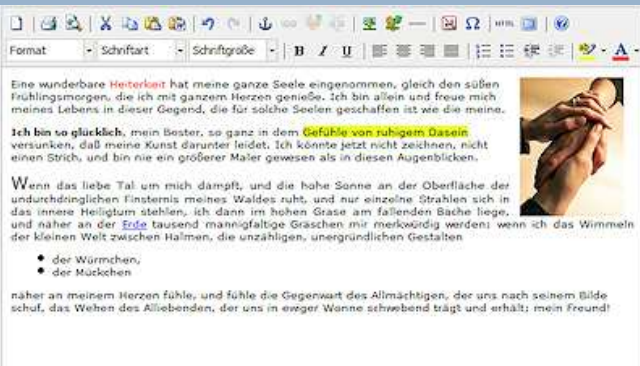 Format Schriftart Schriftgröße B I U A
Eine wunderbare Heiterkeit hat meine ganze Seele eingenommen, gleich den süßen
Frühlingsmorgen, die ich mit ganzem Herzen genieße. Ich bin allein und freue mich
meines Lebens in dieser Gegend, die für solche Seelen geschaffen ist wie die meine.
Ich bin so glücklich, mein Bester, so ganz in dem Gefühle von ruhigem Dasein
versunken, daß meine Kunst darunter leidet. Ich könnte jetzt nicht zeichnen, nicht
einen Strich, und bin nie ein größerer Maler gewesen als in diesen Augenblicken.
Wenn das liebe Tal um mich dampft, und die hohe Sonne an der Oberfläche der
undurchdringlichen Finsternis meines Waldes ruht, und nur einzelne Strahlen sich in
das innere Heiligtum stehlen, ich dann im hohen Grase am fallenden Bache liege,
und näher an der Erde tausend mannigfaltige Gräschen mir merkwürdig werden; wenn ich das Wimmeln
der kleinen Welt zwischen Halmen, die unzähligen, unergründlichen Gestalten
der Würmchen,
der Mückchen
näher an meinem Herzen fühle, und fühle die Gegenwart des Allmächtigen, der uns nach seinem Bilde
schuf, das Wehen des Alliebenden, der uns in ewiger Wonne schwebend trägt und erhält; mein Freund!